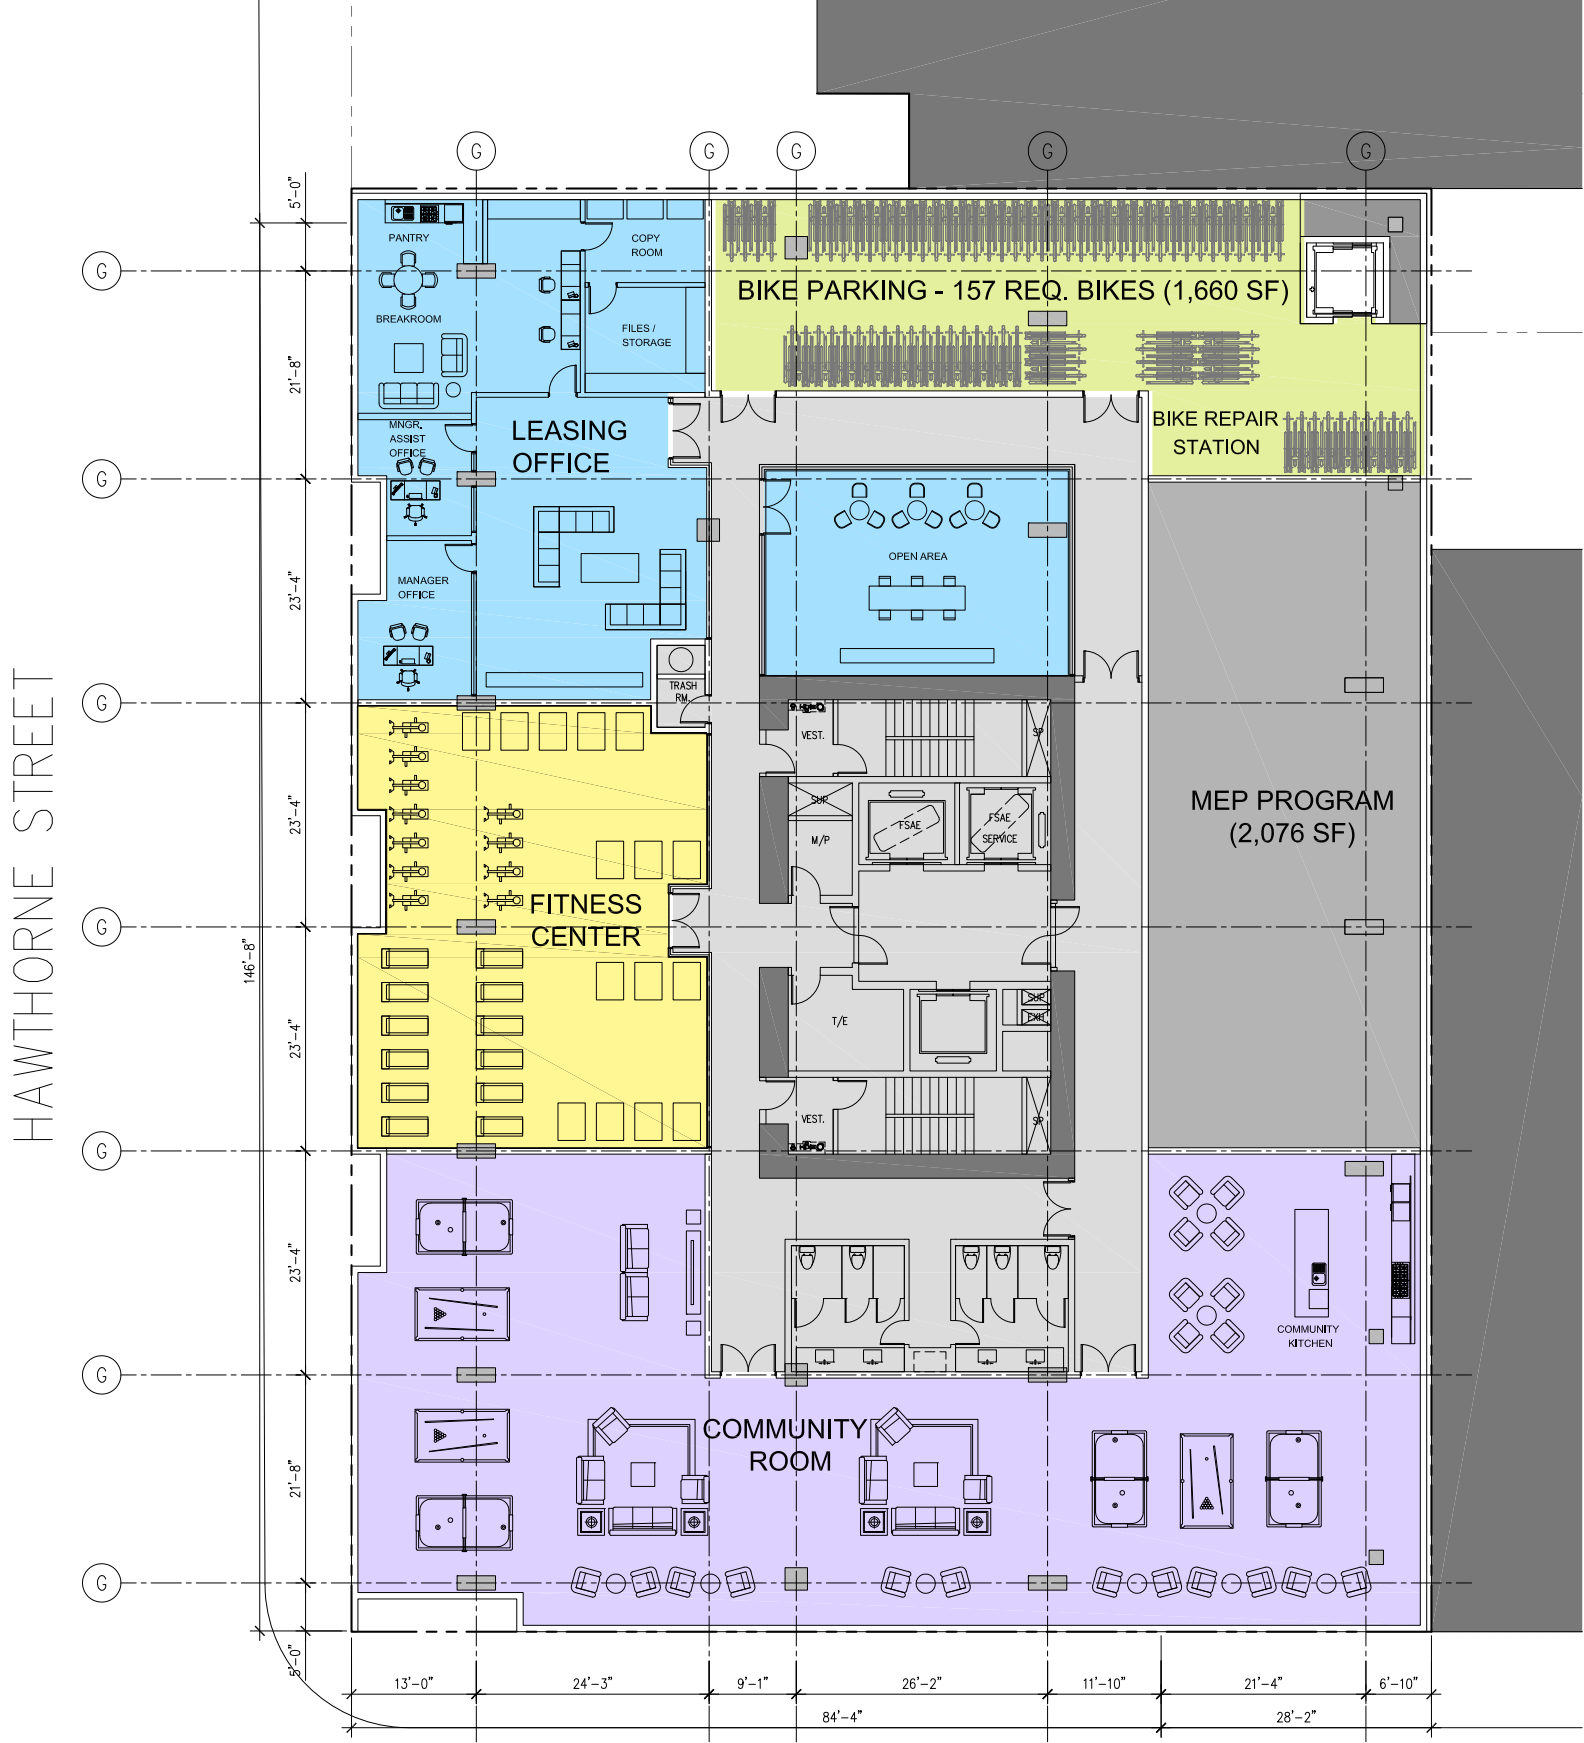 G
G
G
G
G
5'-0"
PANTRY
COPY
ROOM
G
BIKE PARKING - 157 REQ. BIKES (1,660 SF)
BREAKROOM
FILES /
STORAGE
21'-8"
MNGR.
ASSIST
OFFICE
LEASING
OFFICE
BIKE REPAIR
STATION
G
OPEN AREA
23'-4"
MANAGER
OFFICE
TRASH
RM.
G
VEST.
SP
HAWTHORNE STREET
23'-4"
SUP
FSAE
FSAE
SERVICE
M/P
MEP PROGRAM
(2,076 SF)
FITNESS
CENTER
G
146'-8"
23'-4"
SUP
EXH
T/E
VEST.
SP
G
23'-4"
COMMUNITY
KITCHEN
G
COMMUNITY
ROOM
21'-8"
G
5'-0"
13'-0"
24'-3"
9'-1"
26'-2"
11'-10"
21'-4"
6'-10"
84'-4"
28'-2"